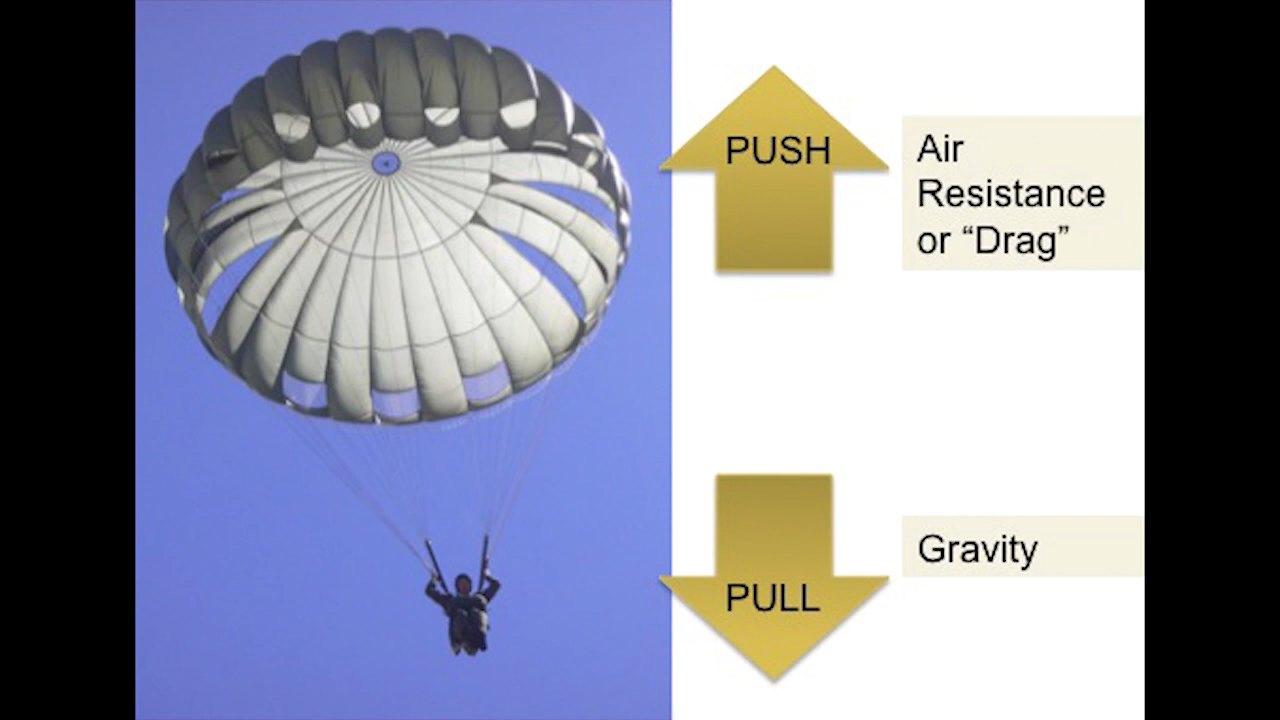 PUSH
Air
Resistance
or “Drag”
Gravity
PULL